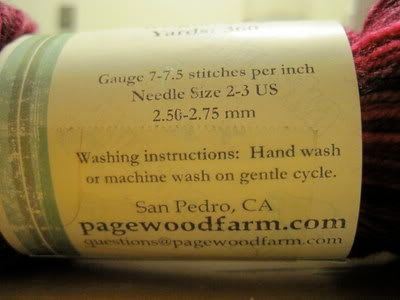 Yards: 360
Gauge 7-7.5 stitches per inch
Needle Size 2-3 US
2.50-2.75 mm
Washing instructions: Hand wash
or machine wash on gentle cycle.
San Pedro, CA
pagewoodfarm.com
questions@pagewoodfarm.com